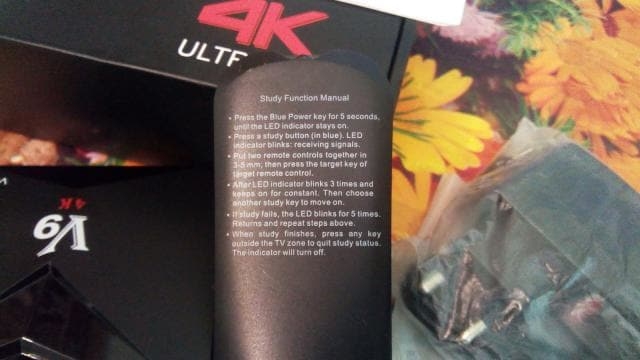 4K
ULTR
Study Function Manual
• Press the Blue Power key for 5 seconds,
until the LED indicator stays on.
• Press a study button (in blue). LED
indicator blinks: receiving signals.
• Put two remote controls together in
3-5 mm, then press the target key of
target remote control.
• After LED indicator blinks 3 times and
keeps on for constant. Then choose
another study key to move on.
• If study fails, the LED blinks for 5 times.
Returns and repeat steps above.
• When study finishes, press any key
outside the TV zone to quit study status.
The indicator will turn off.
4K
V9